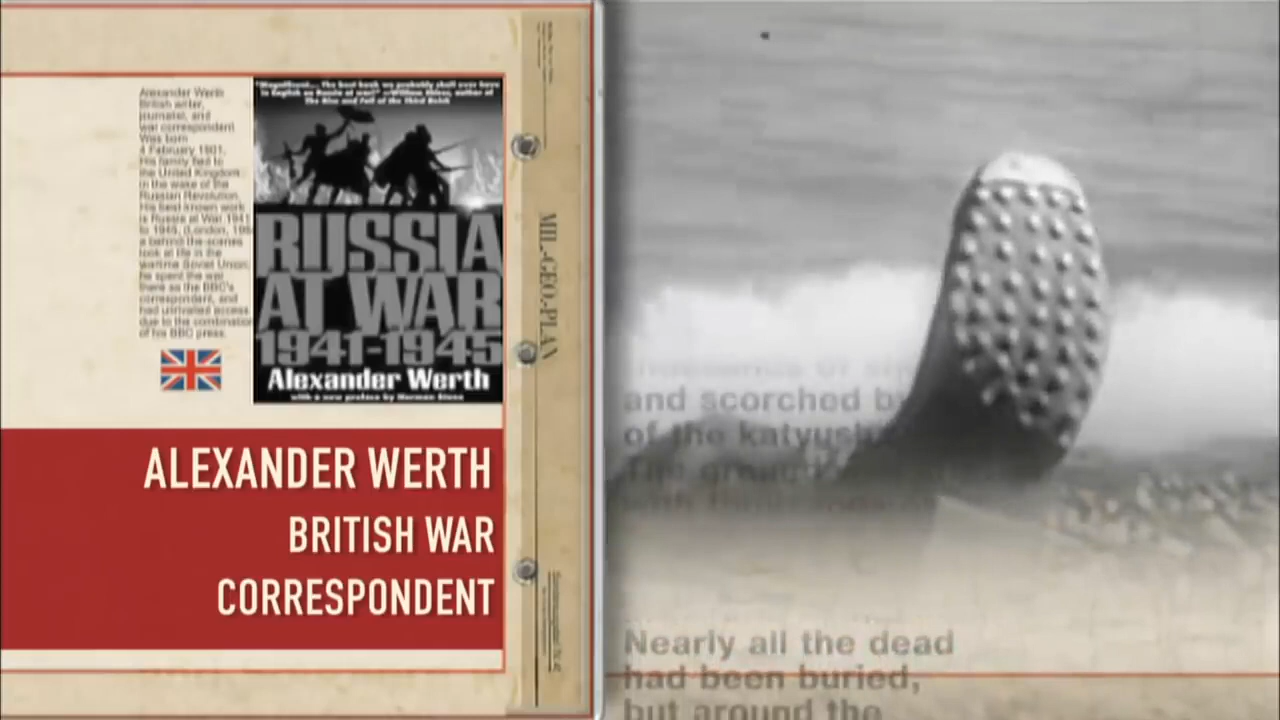 Alexander Werth
British writer,
journalist, and
war correspondent
Was born
4 February 1901.
His family fled to
the United Kingdom
in the wake of the
Russian Revolution.
His best known work
is Russia at War 1941
to 1945, (London, 196
a behind-the-scenes
look at life in the
wartime Soviet Union;
he spent the war
there as the BBC's
correspondent, and
had unrivalled access
due to the combination
of his BBC press
"Magnificent... The best book we probably shall ever have
in English on Russia at war!" —William Shirer, author of
The Rise and Fall of the Third Reich
RUSSIA
AT WAR
1941-1945
Alexander Werth
with a new preface by Norman Stone
ALEXANDER WERTH
BRITISH WAR
CORRESPONDENT
MIL.-GEO.-PLAN
and scorched b
of the katyush
The ground
Nearly all the dead
had been buried,
but around the